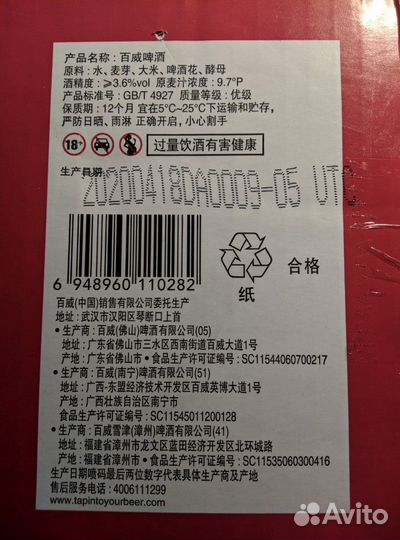 产品名称：百威啤酒
原料：水、麦芽、大米、啤酒花、酵母
酒精度：≥3.6%vol 原麦汁浓度：9.7°P
产品标准号：GB/T 4927 质量等级：优级
保质期：12个月 宜在5℃~25℃下运输和贮存，
严防日晒、雨淋 正确开启，小心割手
18+
过量饮酒有害健康
生产日期：
20200418DA0009-05 UTC
6 948960 110282
纸
合格
百威(中国)销售有限公司委托生产
地址：武汉市汉阳区琴断口上首
• 生产商：百威(佛山)啤酒有限公司(05)
地址：广东省佛山市三水区西南街道百威大道1号
产地：广东省佛山市 • 食品生产许可证编号：SC11544060700217
• 生产商：百威(南宁)啤酒有限公司(51)
地址：广西-东盟经济技术开发区百威英博大道1号
产地：广西壮族自治区南宁市
食品生产许可证编号：SC11545011200128
• 生产商：百威雪津(漳州)啤酒有限公司(41)
地址：福建省漳州市龙文区蓝田经济开发区北环城路
产地：福建省漳州市 • 食品生产许可证编号：SC11535060300416
生产日期喷码最后两位数字代表具体生产商及产地
售后服务电话：4006111299
www.tapintoyourbeer.com
Avito